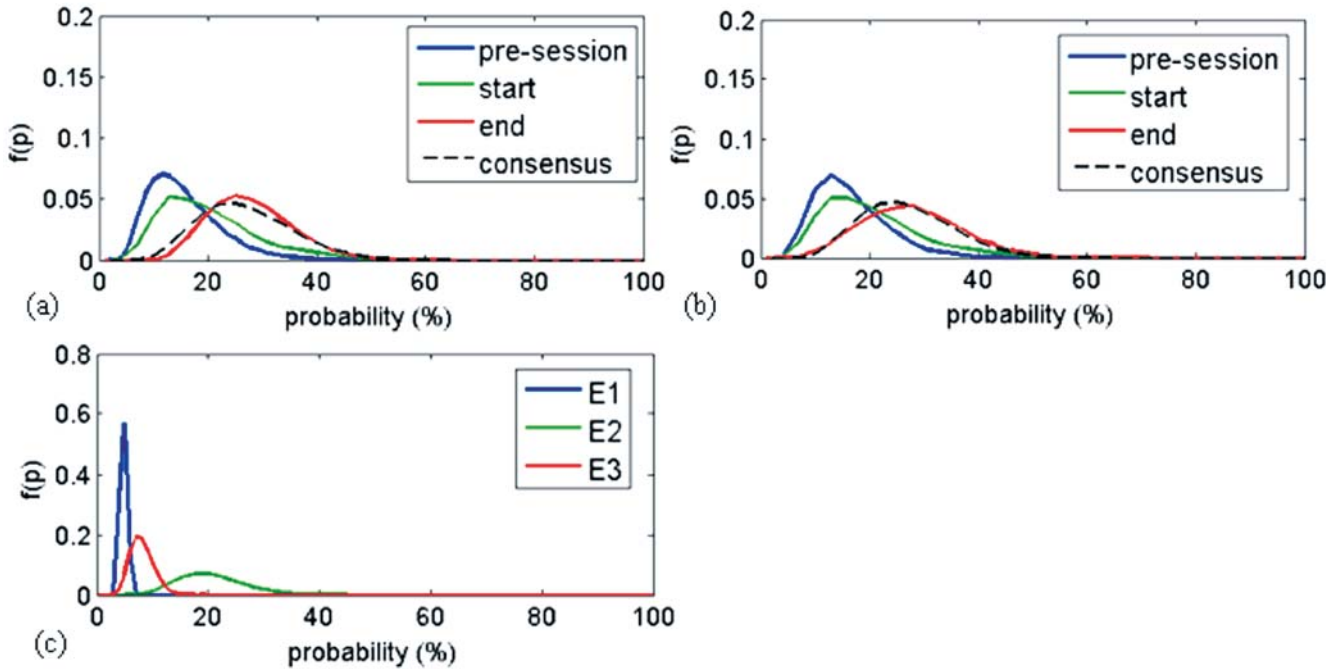 0.2
0.15
0.1
0.05
0
f(p)
pre-session
start
end
consensus
0 20 40 60 80 100
probability (%)
(a)
0.2
0.15
0.1
0.05
0
f(p)
pre-session
start
end
consensus
0 20 40 60 80 100
probability (%)
(b)
0.8
0.6
0.4
0.2
0
f(p)
E1
E2
E3
0 20 40 60 80 100
probability (%)
(c)